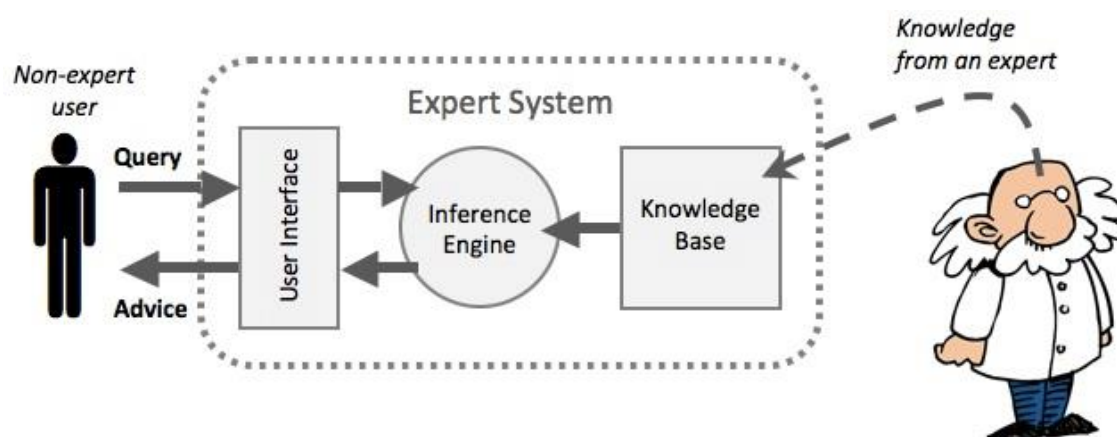 Non-expert
user
Query
Advice
Expert System
User Interface
Inference
Engine
Knowledge
Base
Knowledge
from an expert